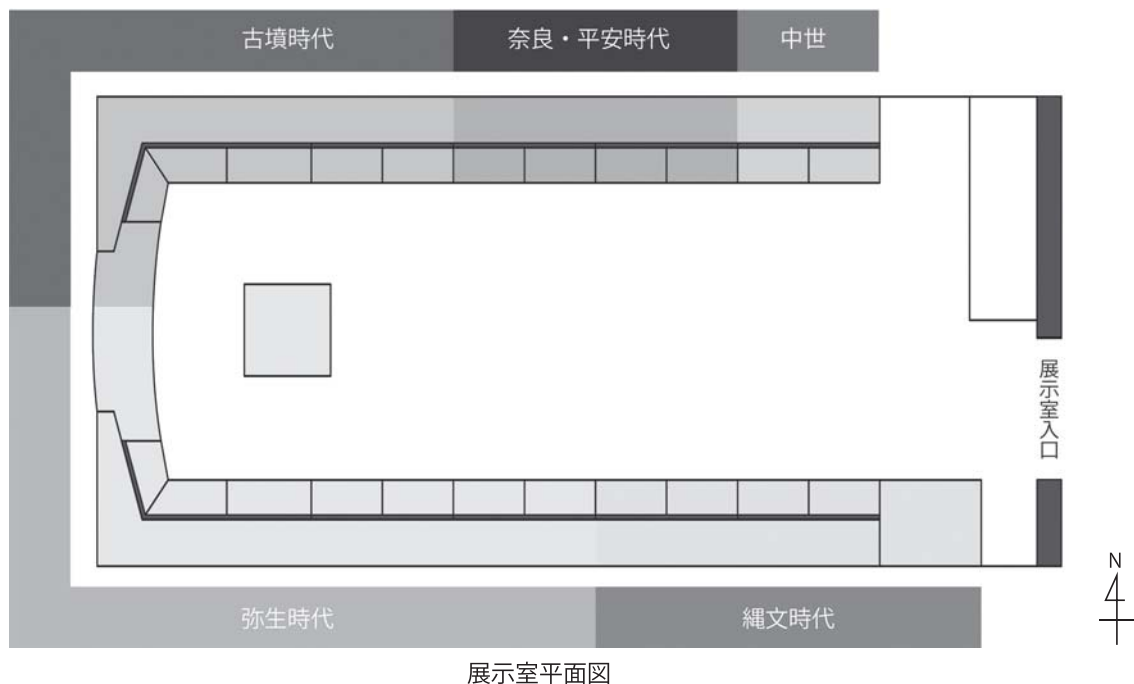 古墳時代
奈良・平安時代
中世
展示室入口
弥生時代
縄文時代
N
展示室平面図